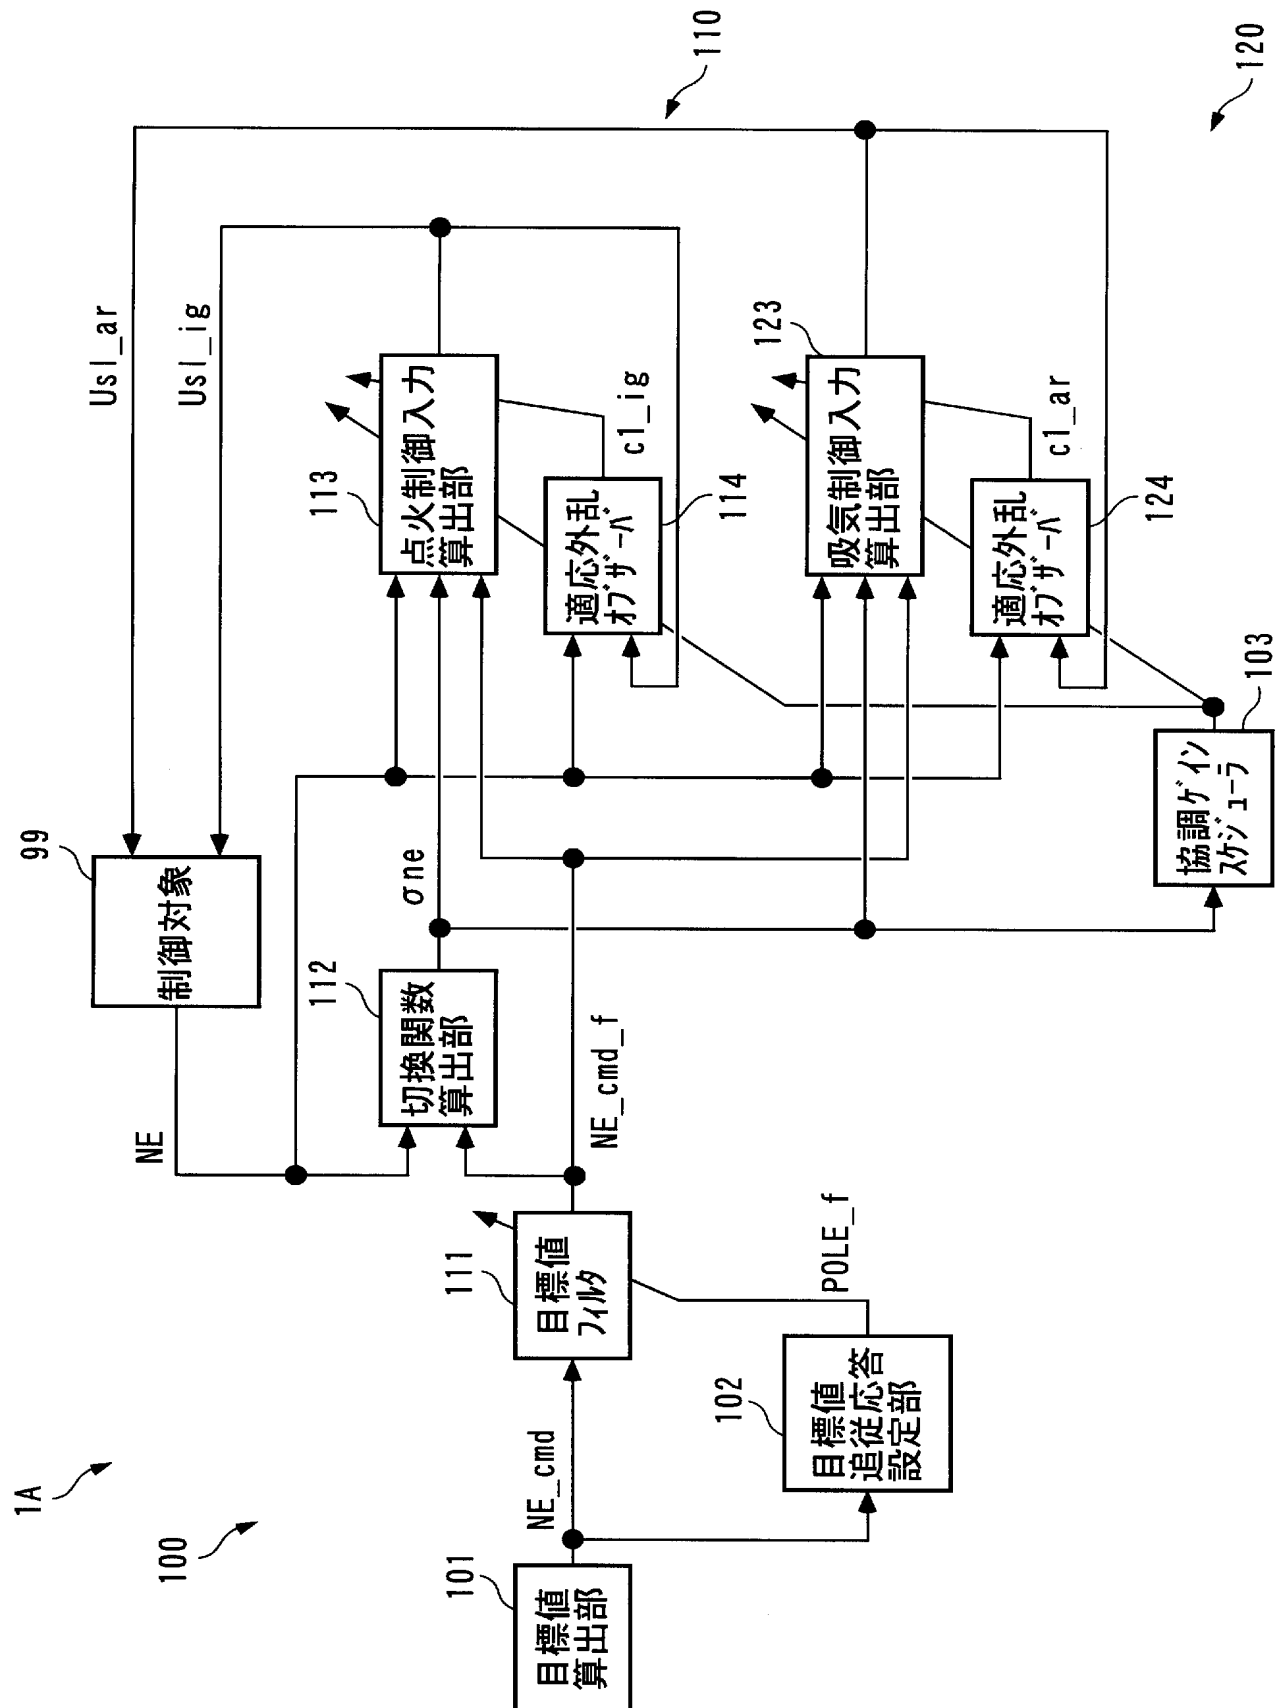 1A
100
110
120
99
制御対象
Usl_ar
Usl_ig
NE
101
目標値
算出部
NE_cmd
102
目標値
追従応答
設定部
POLE_f
111
目標値
フィルタ
NE_cmd_f
112
切換関数
算出部
σne
113
点火制御入力
算出部
114
適応外乱
オブザーバ
c1_ig
123
吸気制御入力
算出部
124
適応外乱
オブザーバ
c1_ar
103
協調ゲイン
スケジューラ